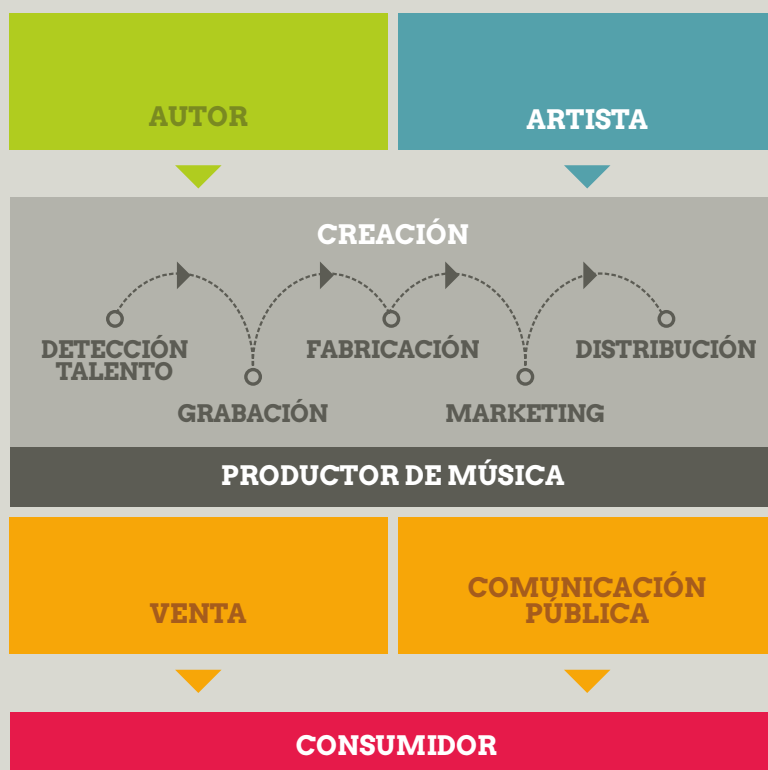 AUTOR
ARTISTA
CREACIÓN
DETECCIÓN
TALENTO
GRABACIÓN
FABRICACIÓN
MARKETING
DISTRIBUCIÓN
PRODUCTOR DE MÚSICA
VENTA
COMUNICACIÓN
PÚBLICA
CONSUMIDOR